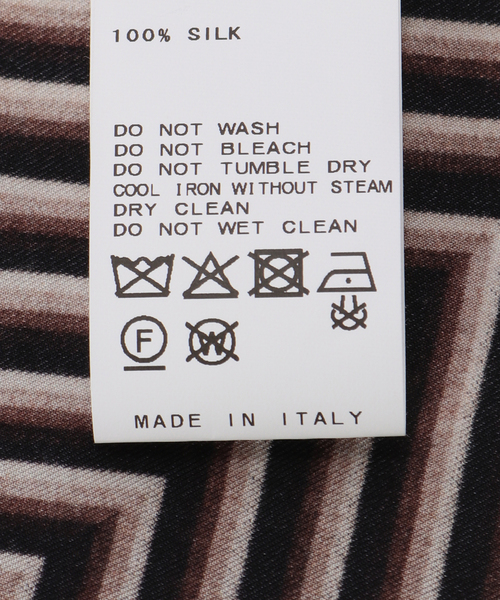 100% SILK
DO NOT WASH
DO NOT BLEACH
DO NOT TUMBLE DRY
COOL IRON WITHOUT STEAM
DRY CLEAN
DO NOT WET CLEAN
F W
MADE IN ITALY